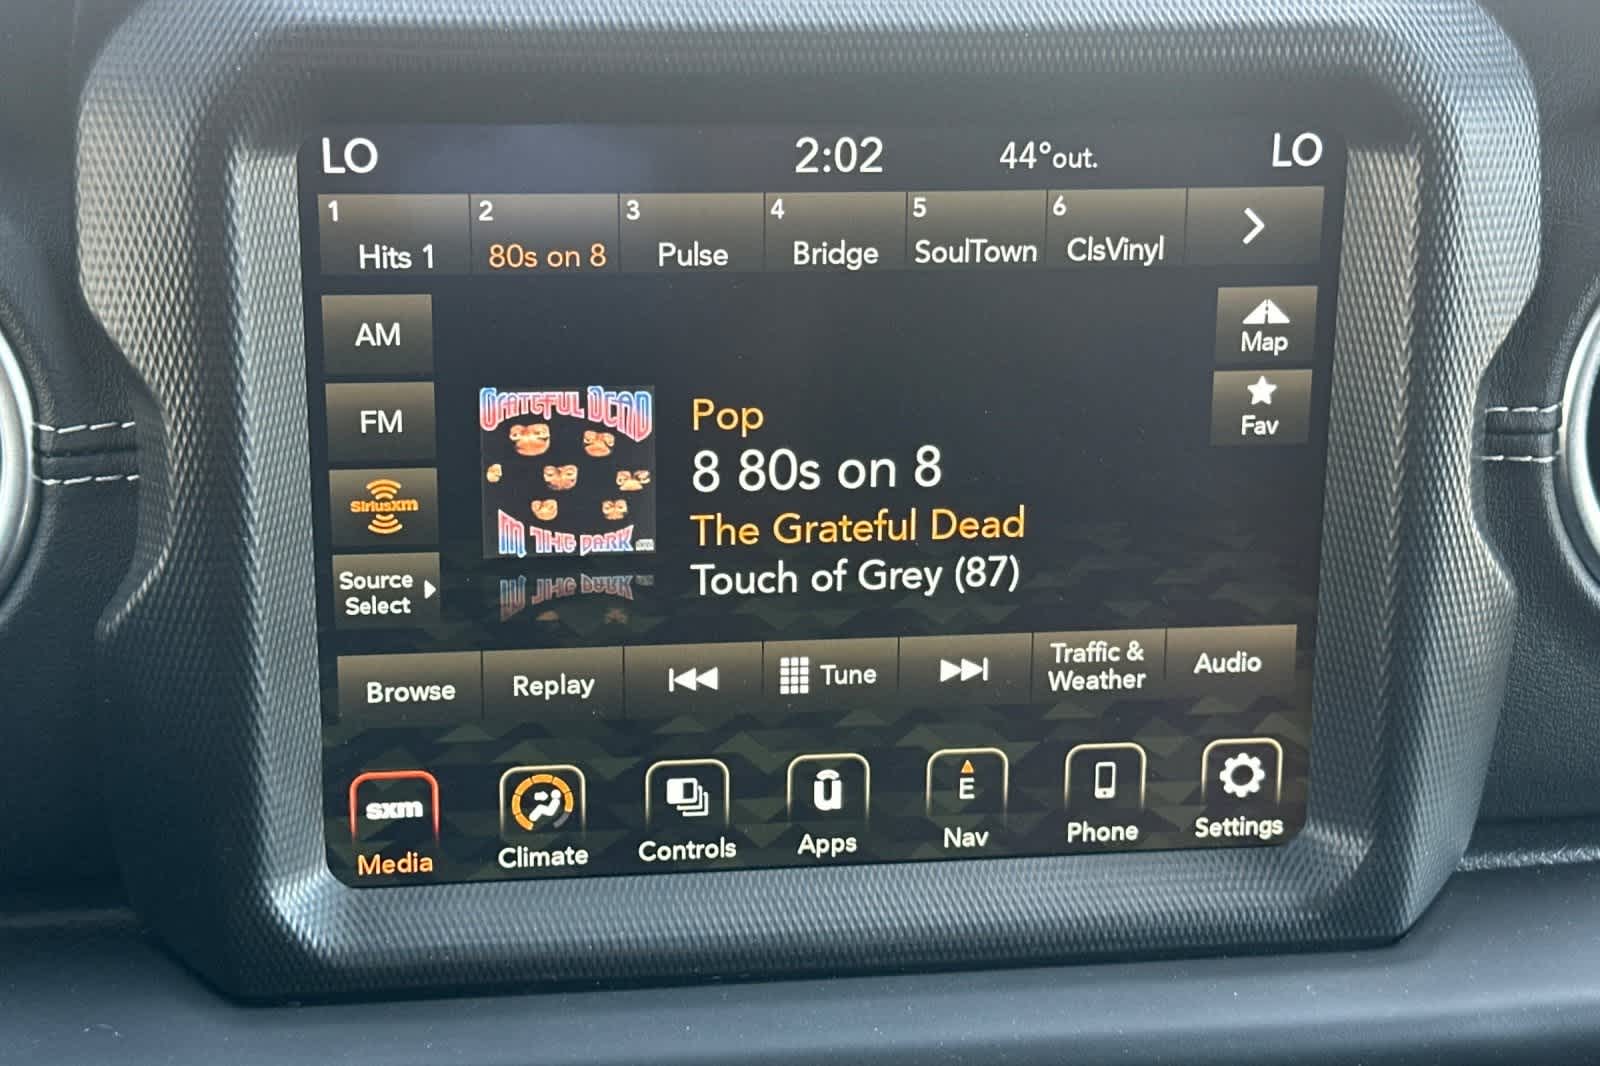 LO 2:02 44°out. LO
1 2 3 4 5 6
Hits 1 80s on 8 Pulse Bridge SoulTown ClsVinyl
AM
FM
SiriusXM
Source
Select
Map
Fav
GRATEFUL DEAD
IN THE DARK
Pop
8 80s on 8
The Grateful Dead
Touch of Grey (87)
Browse Replay Tune Traffic &
Weather Audio
sxm E
Media Climate Controls Apps Nav Phone Settings